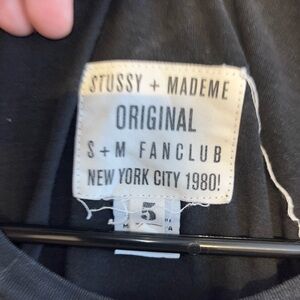 STUSSY + MADEME
ORIGINAL
S + M FANCLUB
NEW YORK CITY 1980!
5